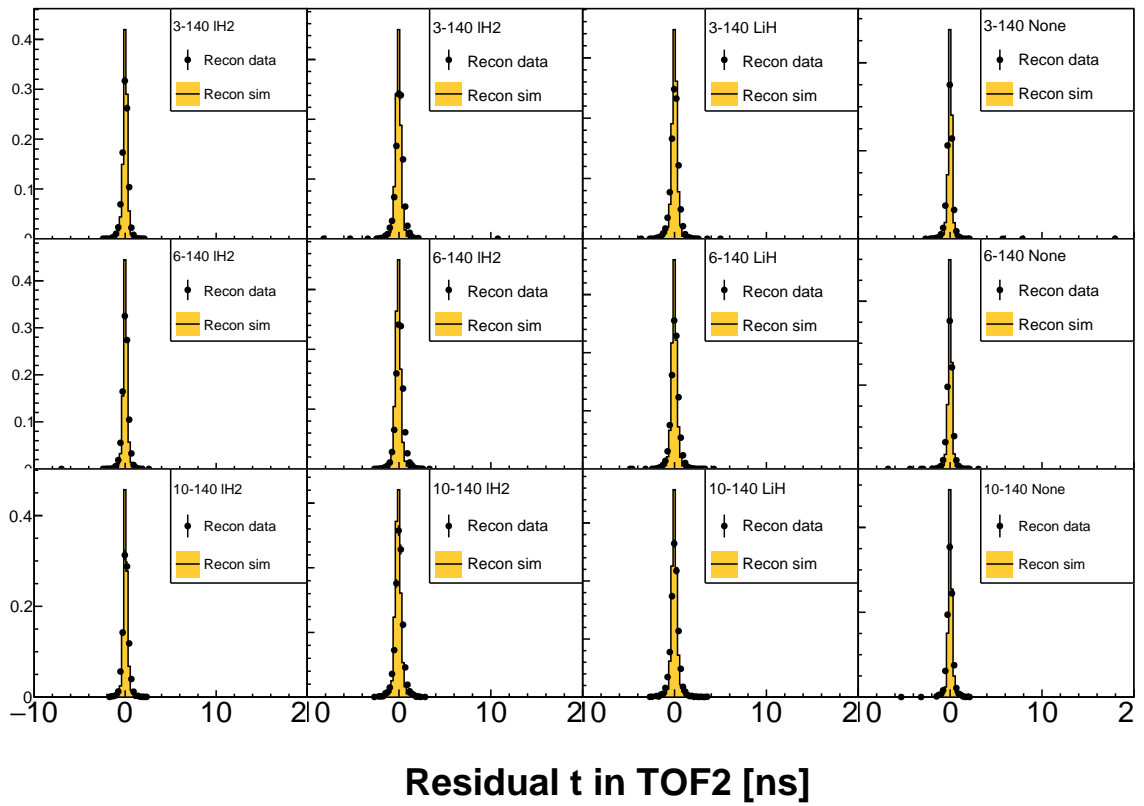 3-140 lH2
Recon data
Recon sim
3-140 lH2
Recon data
Recon sim
3-140 LiH
Recon data
Recon sim
3-140 None
Recon data
Recon sim
0.4
0.3
0.2
0.1
0
6-140 lH2
Recon data
Recon sim
6-140 lH2
Recon data
Recon sim
6-140 LiH
Recon data
Recon sim
6-140 None
Recon data
Recon sim
0.4
0.3
0.2
0.1
0
10-140 lH2
Recon data
Recon sim
10-140 lH2
Recon data
Recon sim
10-140 LiH
Recon data
Recon sim
10-140 None
Recon data
Recon sim
0.4
0.2
0
−10 0 10 2 0 0 10 2 0 0 10 2 0 0 10 2
Residual t in TOF2 [ns]